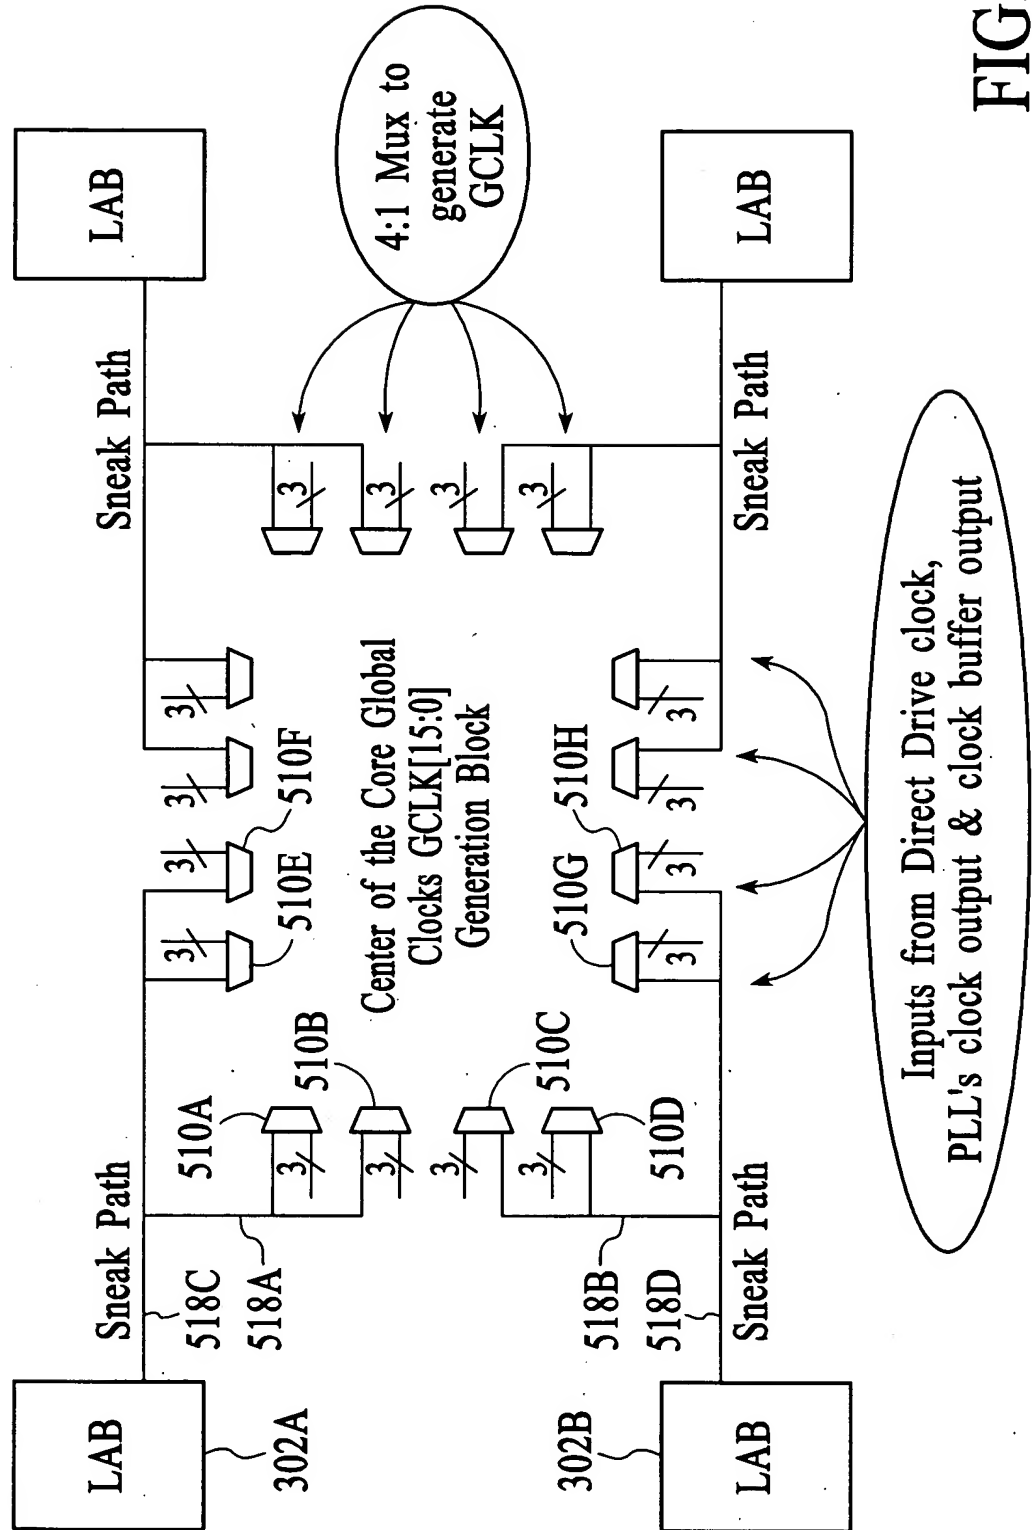 LAB
LAB
Sneak Path
Sneak Path
302A
518C
518A
510A
3
3
510B
3
3
510E
510F
3
3
3
3
4:1 Mux to
generate
GCLK
Center of the Core Global
Clocks GCLK[15:0]
Generation Block
302B
518B
518D
510C
3
3
510D
3
3
510G
510H
3
3
3
3
Sneak Path
Sneak Path
LAB
LAB
Inputs from Direct Drive clock,
PLL's clock output & clock buffer output
FIG